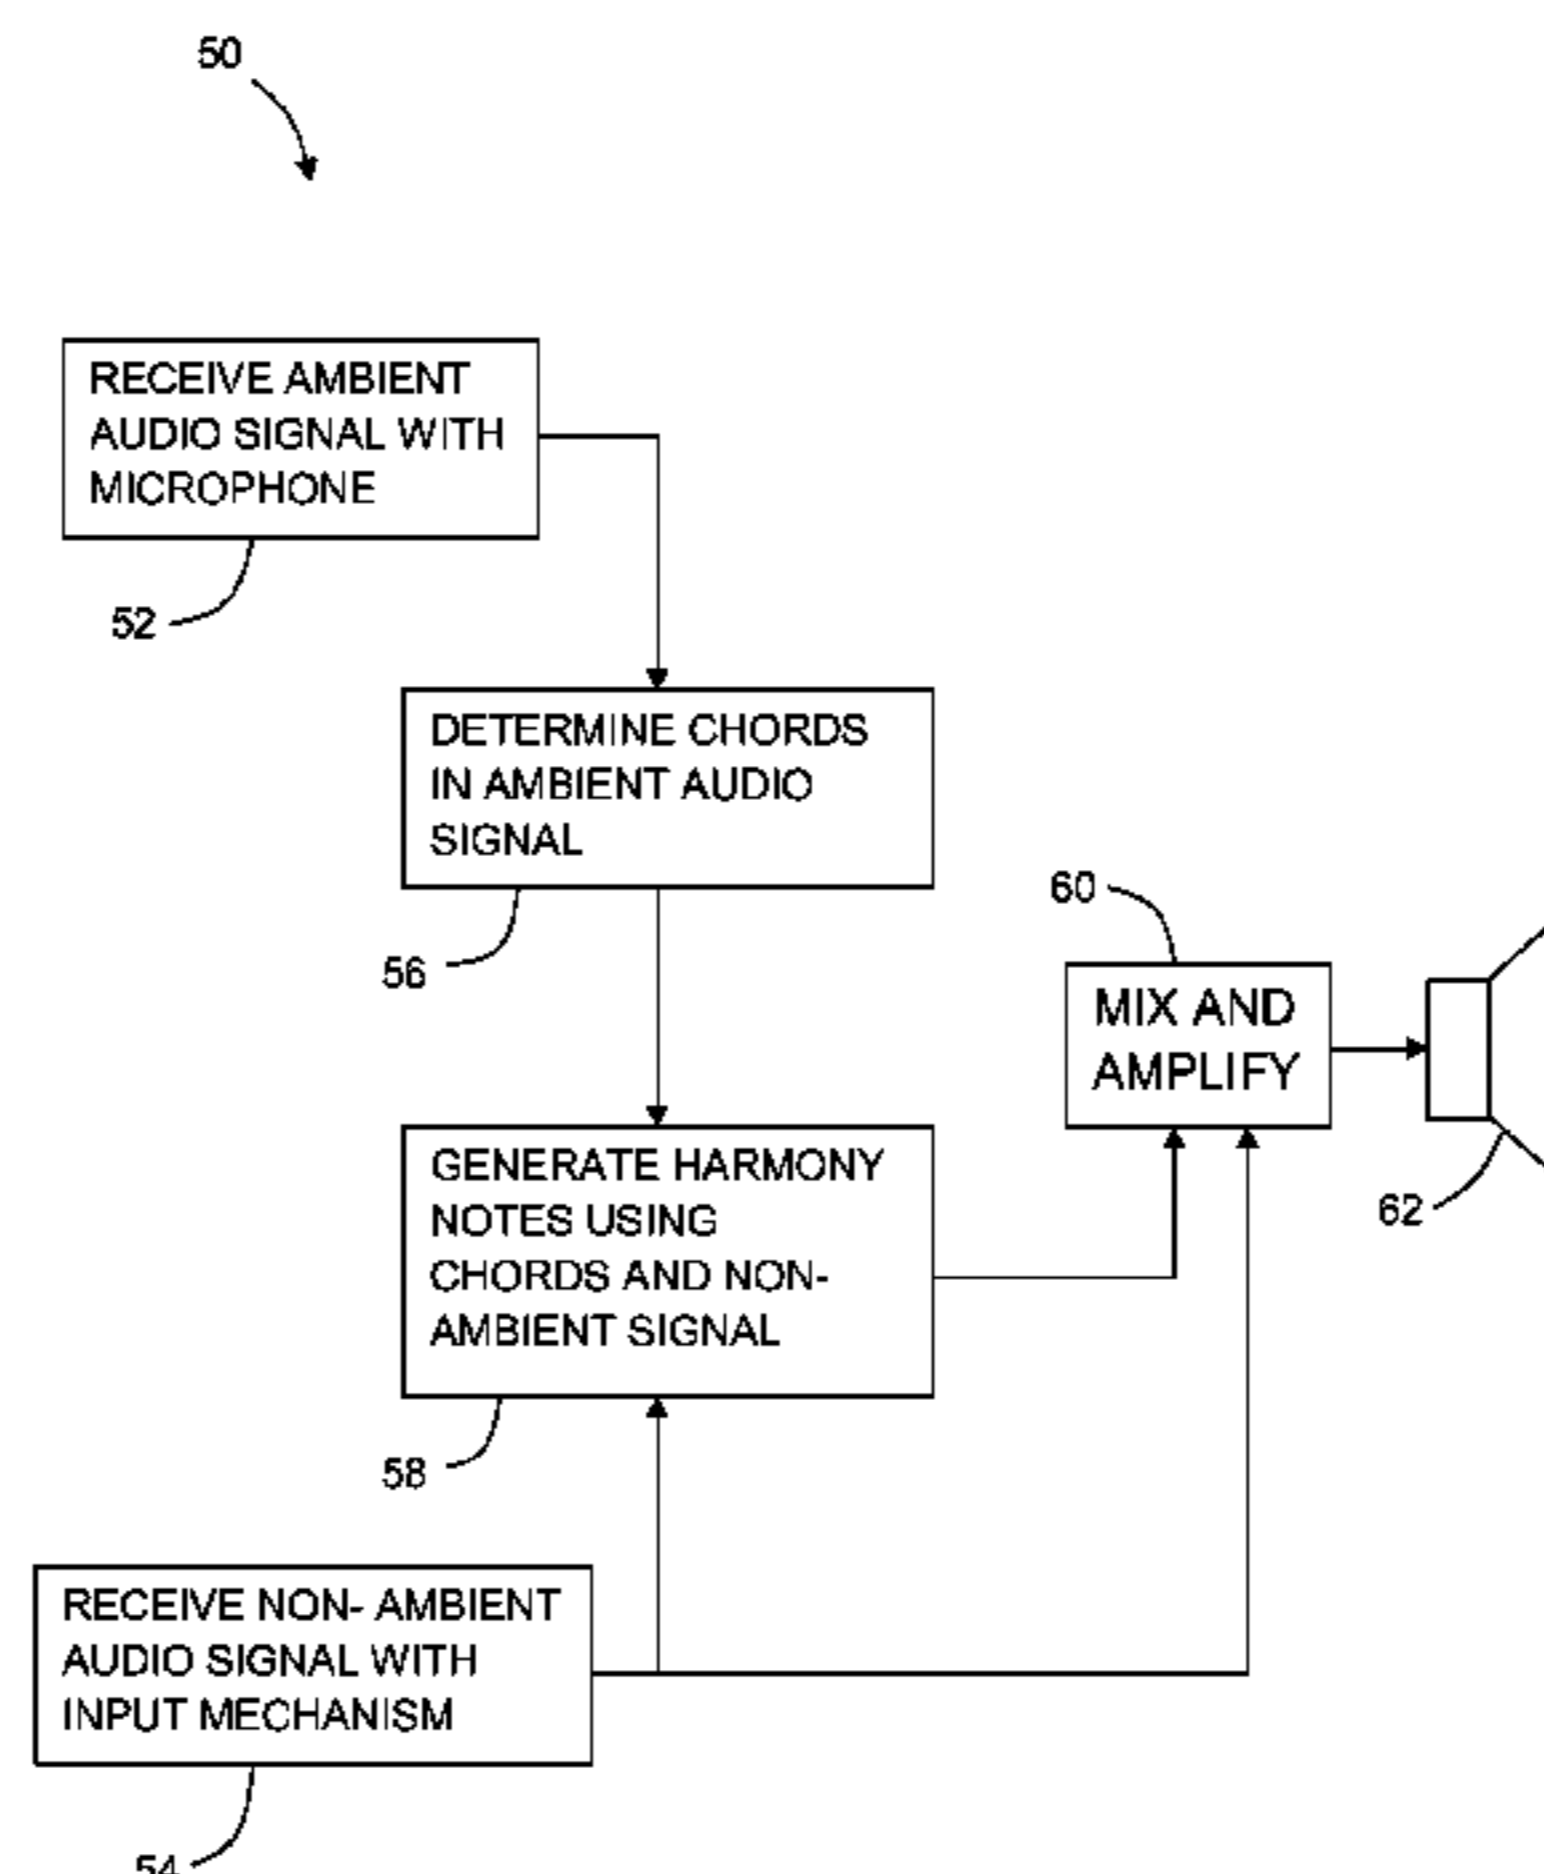 50
RECEIVE AMBIENT
AUDIO SIGNAL WITH
MICROPHONE
52
DETERMINE CHORDS
IN AMBIENT AUDIO
SIGNAL
56
60
MIX AND
AMPLIFY
62
GENERATE HARMONY
NOTES USING
CHORDS AND NON-
AMBIENT SIGNAL
58
RECEIVE NON- AMBIENT
AUDIO SIGNAL WITH
INPUT MECHANISM
54